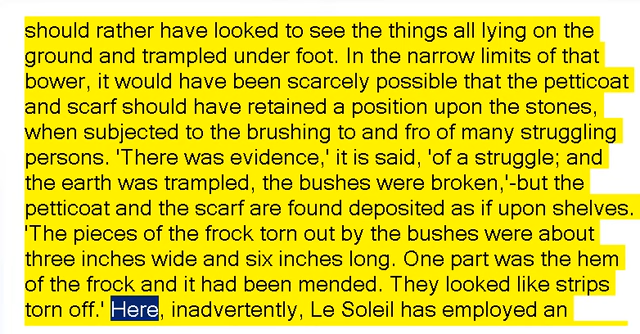 should rather have looked to see the things all lying on the
ground and trampled under foot. In the narrow limits of that
bower, it would have been scarcely possible that the petticoat
and scarf should have retained a position upon the stones,
when subjected to the brushing to and fro of many struggling
persons. 'There was evidence,' it is said, 'of a struggle; and
the earth was trampled, the bushes were broken,'-but the
petticoat and the scarf are found deposited as if upon shelves.
'The pieces of the frock torn out by the bushes were about
three inches wide and six inches long. One part was the hem
of the frock and it had been mended. They looked like strips
torn off.' Here, inadvertently, Le Soleil has employed an